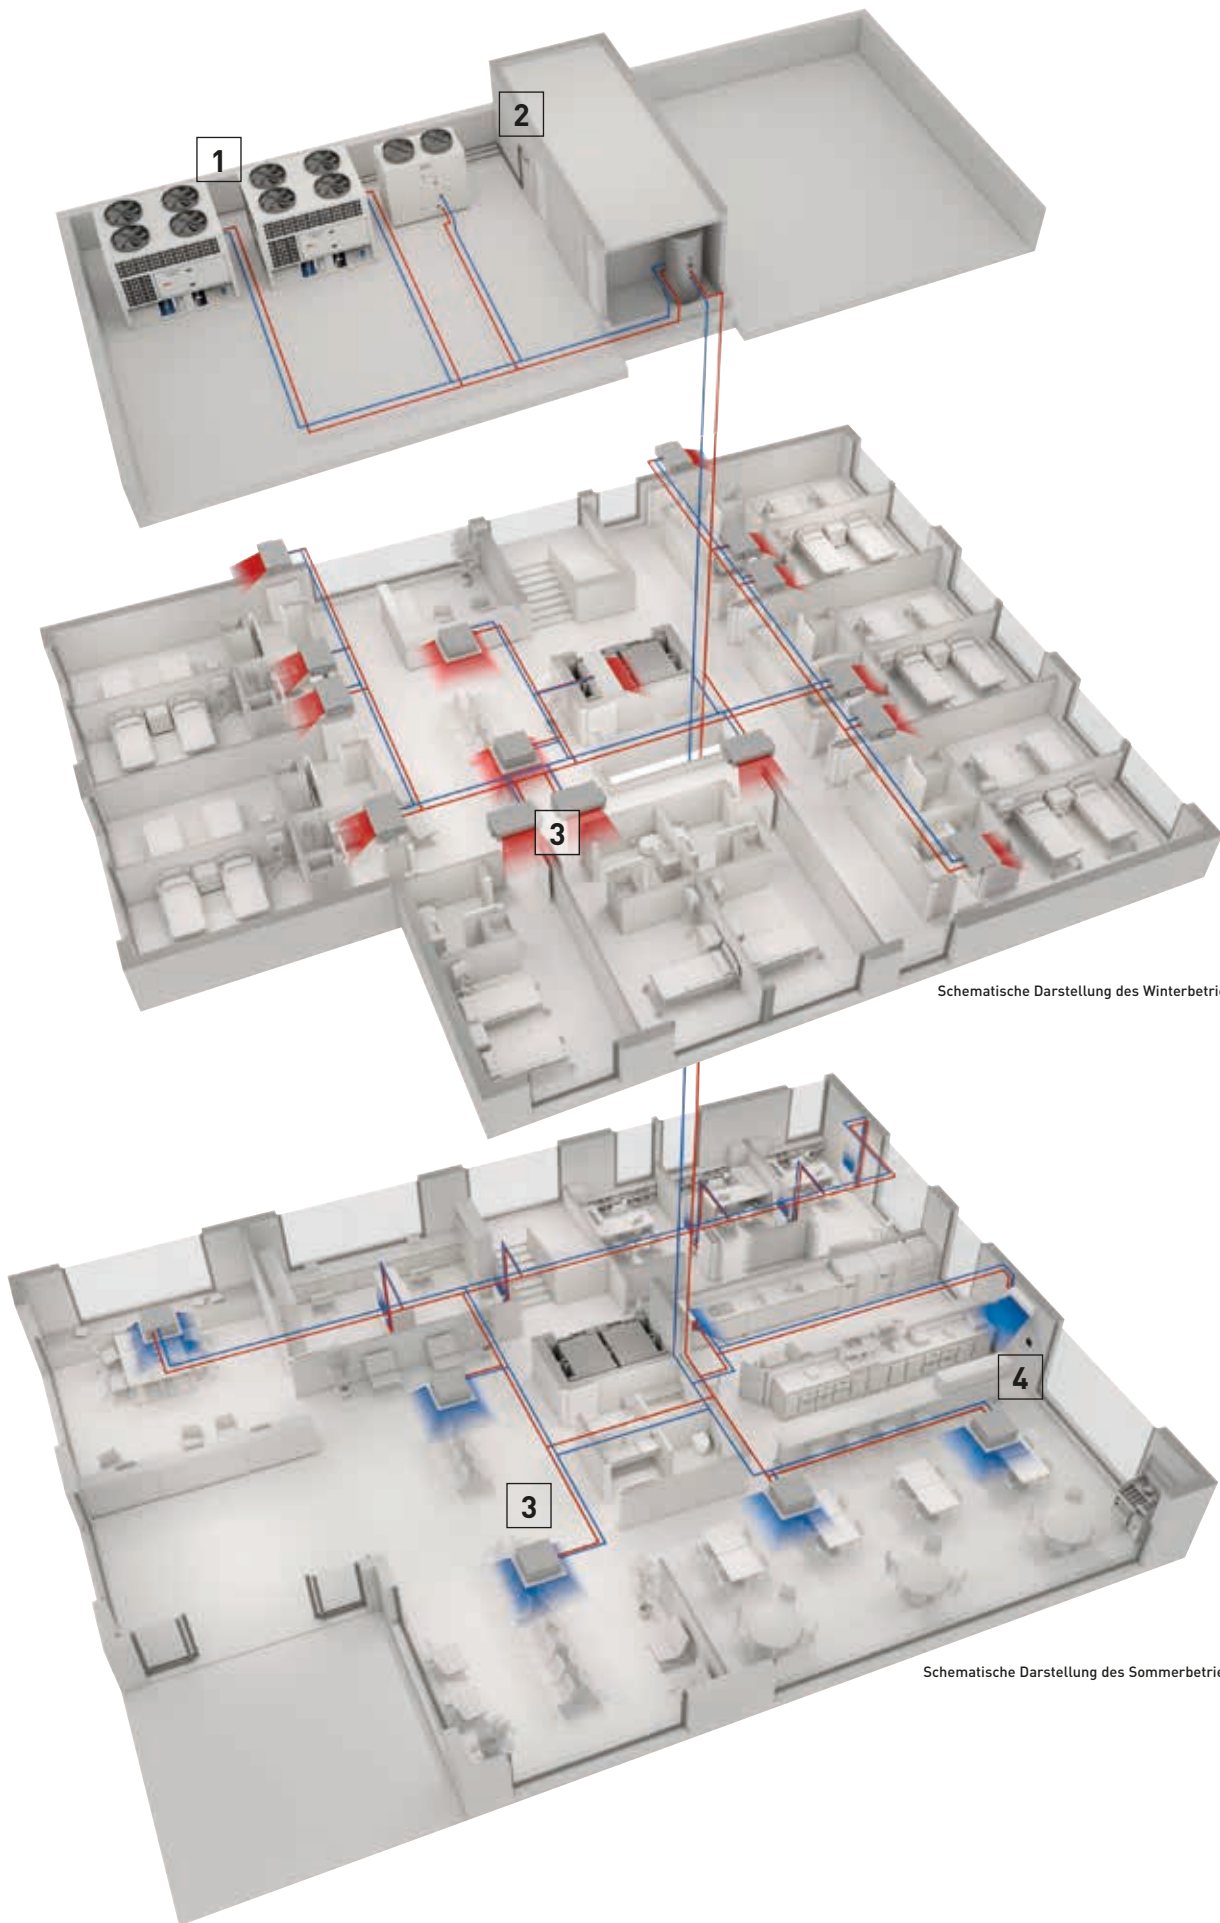 1
2
3
Schematische Darstellung des Winterbetrie
3
4
Schematische Darstellung des Sommerbetrie